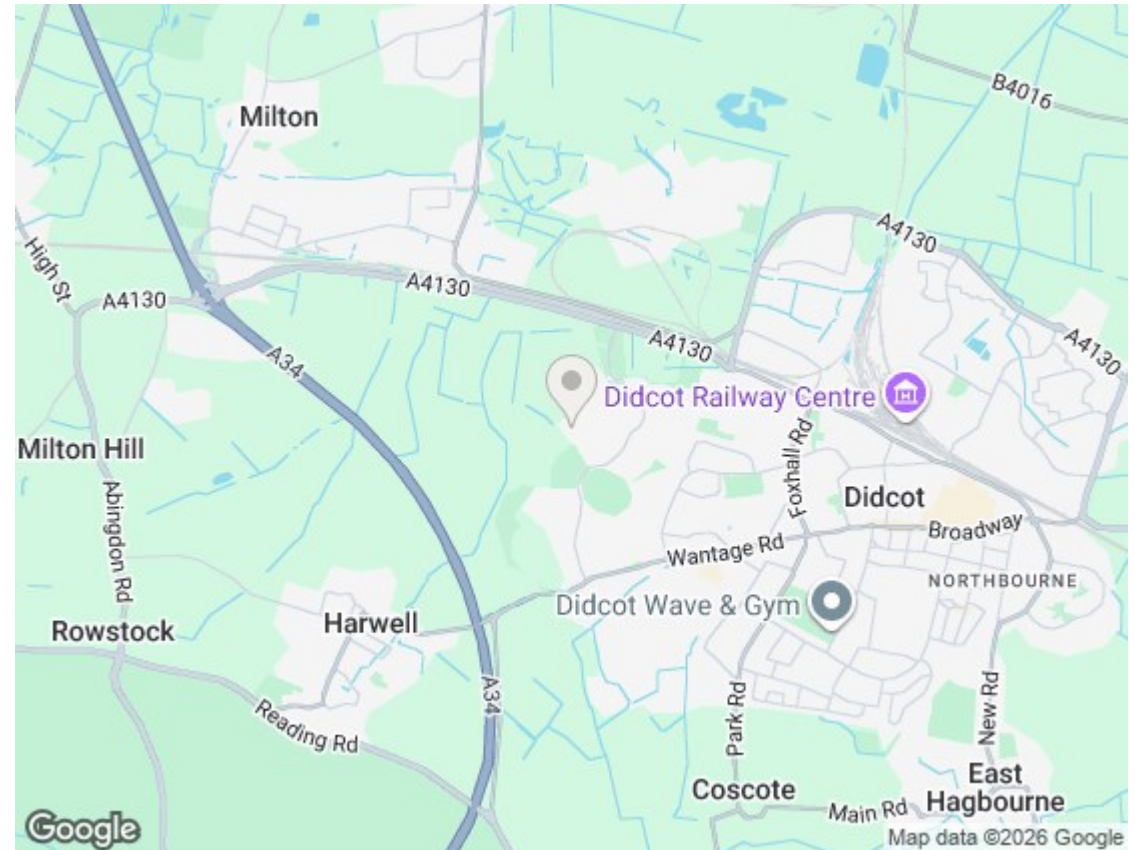 Milton
B4016
A4130
High St
A4130
A4130
A4130
A4130
A34
Didcot Railway Centre
Milton Hill
Foxhall Rd
Didcot
Abingdon Rd
Broadway
Wantage Rd
NORTHBOURNE
Didcot Wave & Gym
Harwell
Rowstock
A34
Park Rd
New Rd
Reading Rd
East
Hagbourne
Coscote
Main Rd
Google
Map data ©2026 Google